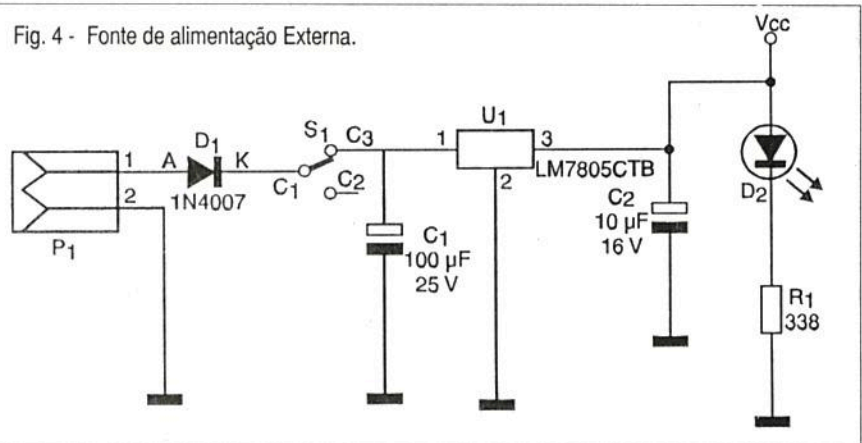 Fig. 4 - Fonte de alimentação Externa.
Vcc
U1
D1
S1 C3
1 3
1 A K
LM7805CTB
C1
C2
2
D2
2
1N4007
C2
10 µF
16 V
P1
C1
100 µF
25 V
R1
338